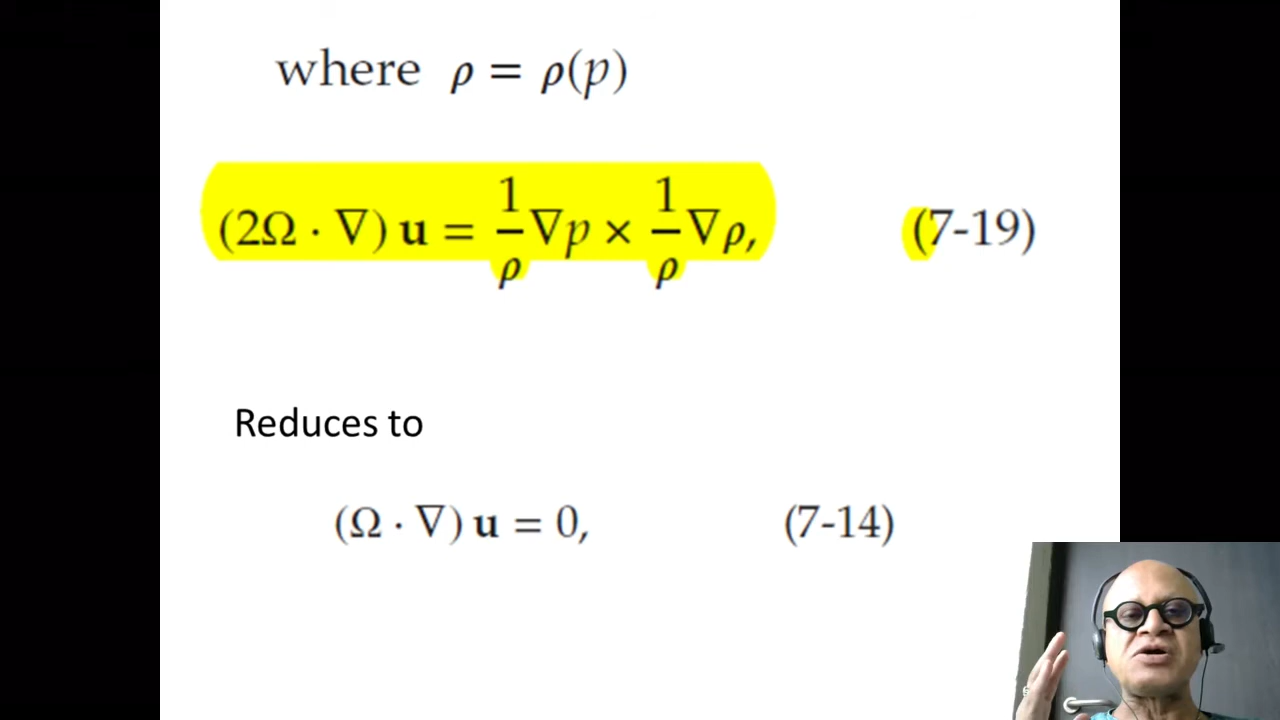 where ρ = ρ(p)
(2Ω · ∇) u = 1/ρ ∇p × 1/ρ ∇ρ, (7-19)
Reduces to
(Ω · ∇) u = 0, (7-14)